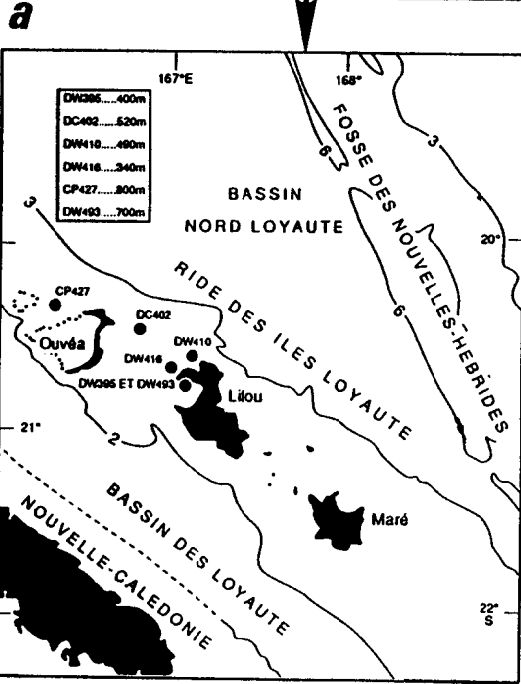 a
167°E
168°
DW395.....400m
DC402......520m
DW410.....490m
DW416.....340m
CP427......800m
DW493.....700m
6
3
FOSSE DES NOUVELLES-HEBRIDES
BASSIN
NORD LOYAUTE
3
20°
RIDE DES ILES LOYAUTE
CP427
DC402
6
Ouvéa
DW410
DW416
DW395 ET DW493
Lifou
21°
2
BASSIN DES LOYAUTE
Maré
NOUVELLE-CALEDONIE
22°
S